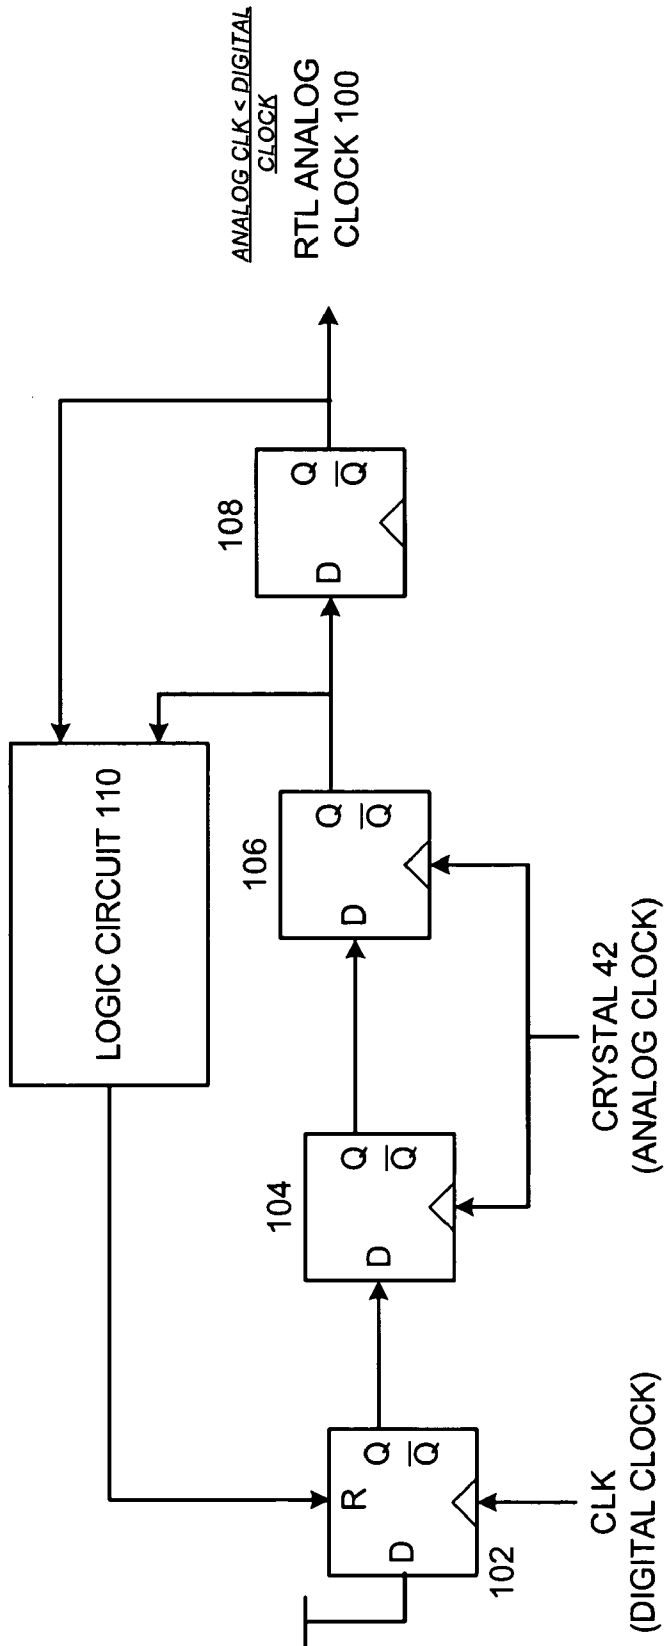 ANALOG CLK < DIGITAL
CLOCK
RTL ANALOG
CLOCK 100
LOGIC CIRCUIT 110
102
D
R
Q
Q
104
D
Q
Q
106
D
Q
Q
108
D
Q
Q
CLK
(DIGITAL CLOCK)
CRYSTAL 42
(ANALOG CLOCK)